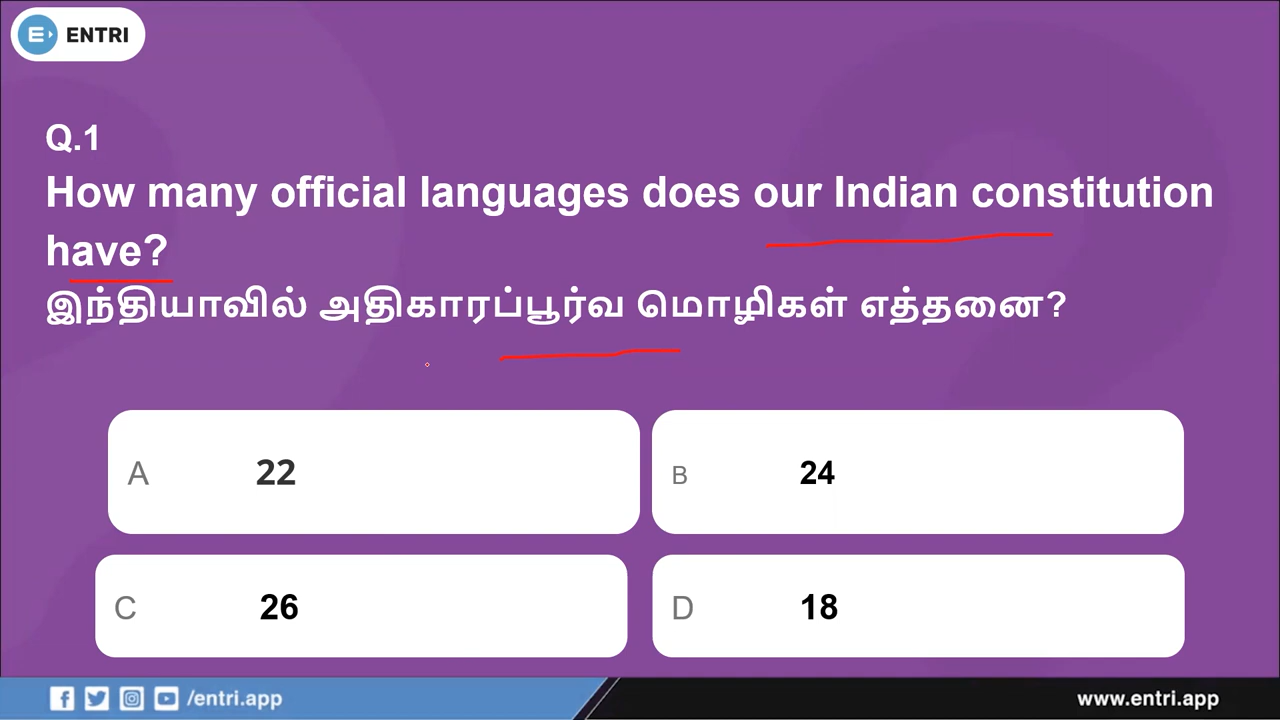 ENTRI
Q.1
How many official languages does our Indian constitution
have?
இந்தியாவில் அதிகாரப்பூர்வ மொழிகள் எத்தனை?
A 22
B 24
C 26
D 18
/entri.app
www.entri.app